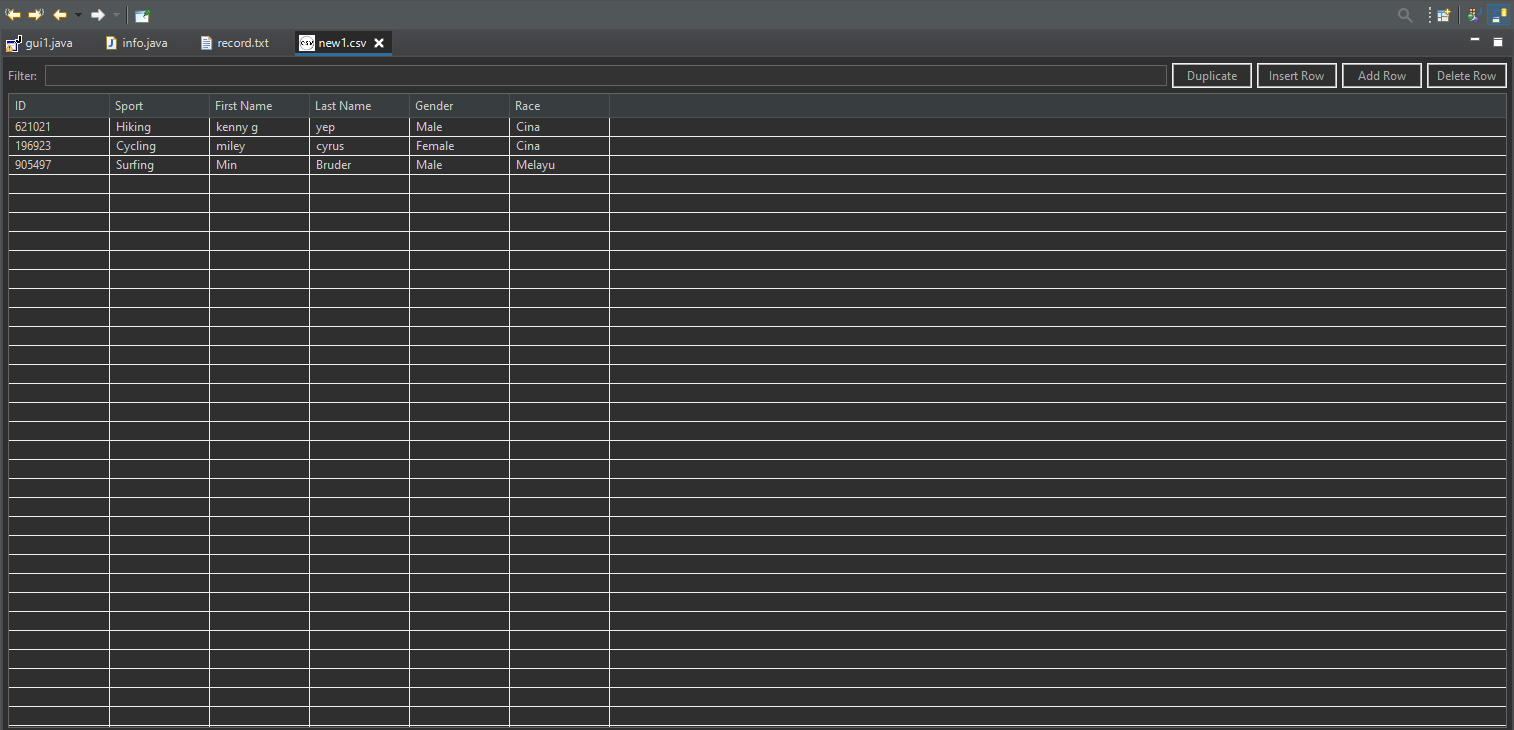 gui1.java info.java record.txt csv new1.csv
Filter: Duplicate Insert Row Add Row Delete Row
ID Sport First Name Last Name Gender Race
621021 Hiking kenny g yep Male Cina
196923 Cycling miley cyrus Female Cina
905497 Surfing Min Bruder Male Melayu